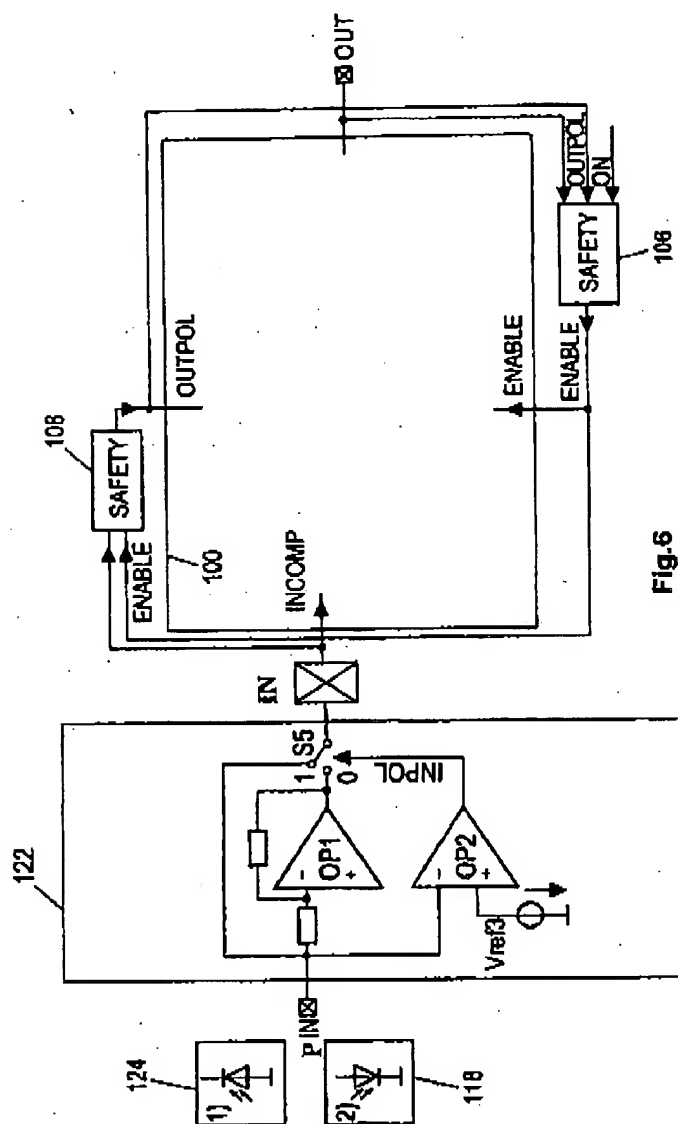 124
1)
2)
118
P IN
122
OP1
-
+
1
S5
0
INPOL
OP2
-
+
Vref3
IN
INCOMP
100
108
SAFETY
ENABLE
OUTPOL
OUT
OUTPOL
ON
SAFETY
106
ENABLE
ENABLE
Fig.6